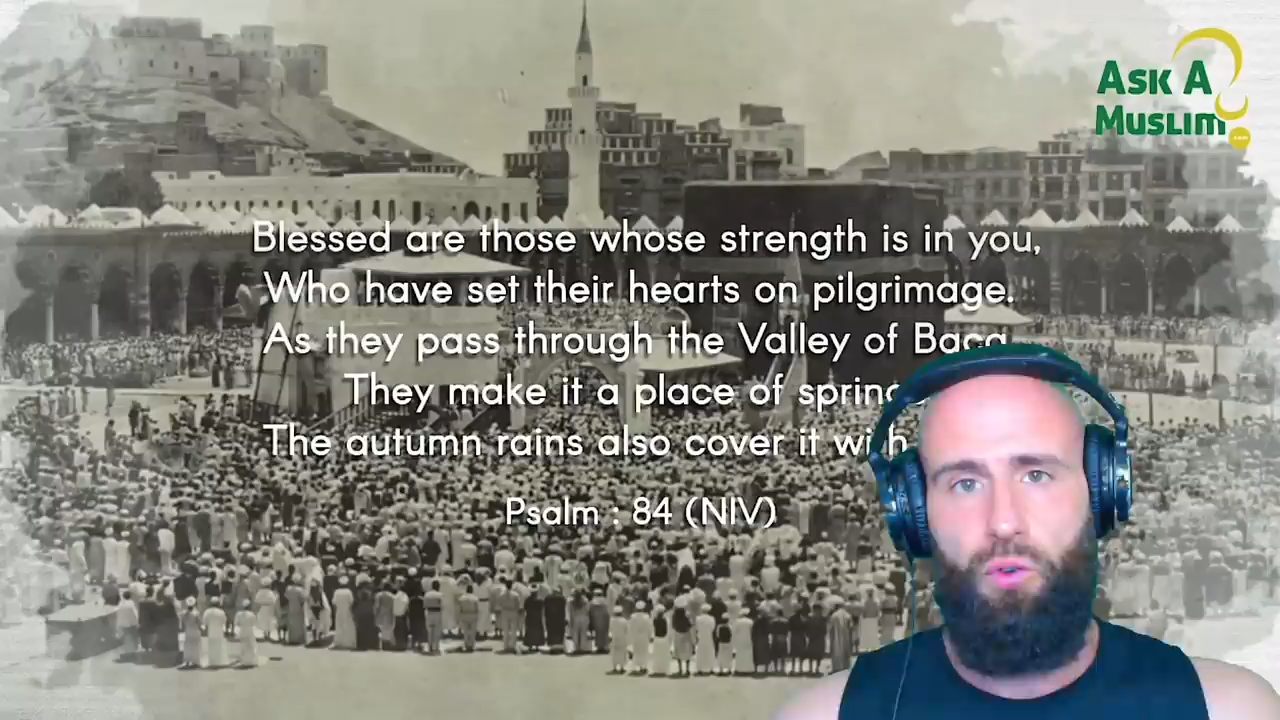 Ask A
Muslim
.com
Blessed are those whose strength is in you,
Who have set their hearts on pilgrimage.
As they pass through the Valley of Baca
They make it a place of
The autumn rains also cover it
Psalm : 84 (NIV)